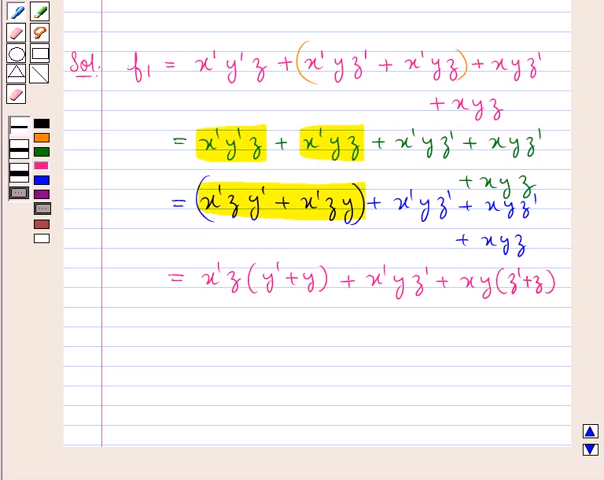 Sol. f₁ = x'y'z + (x'yz' + x'yz) + xyz'
+ xyz
= x'y'z + x'yz + x'yz' + xyz'
+ xyz
= (x'zy' + x'zy) + x'yz' + xyz'
+ xyz
= x'z(y'+y) + x'yz' + xy(z'+z)